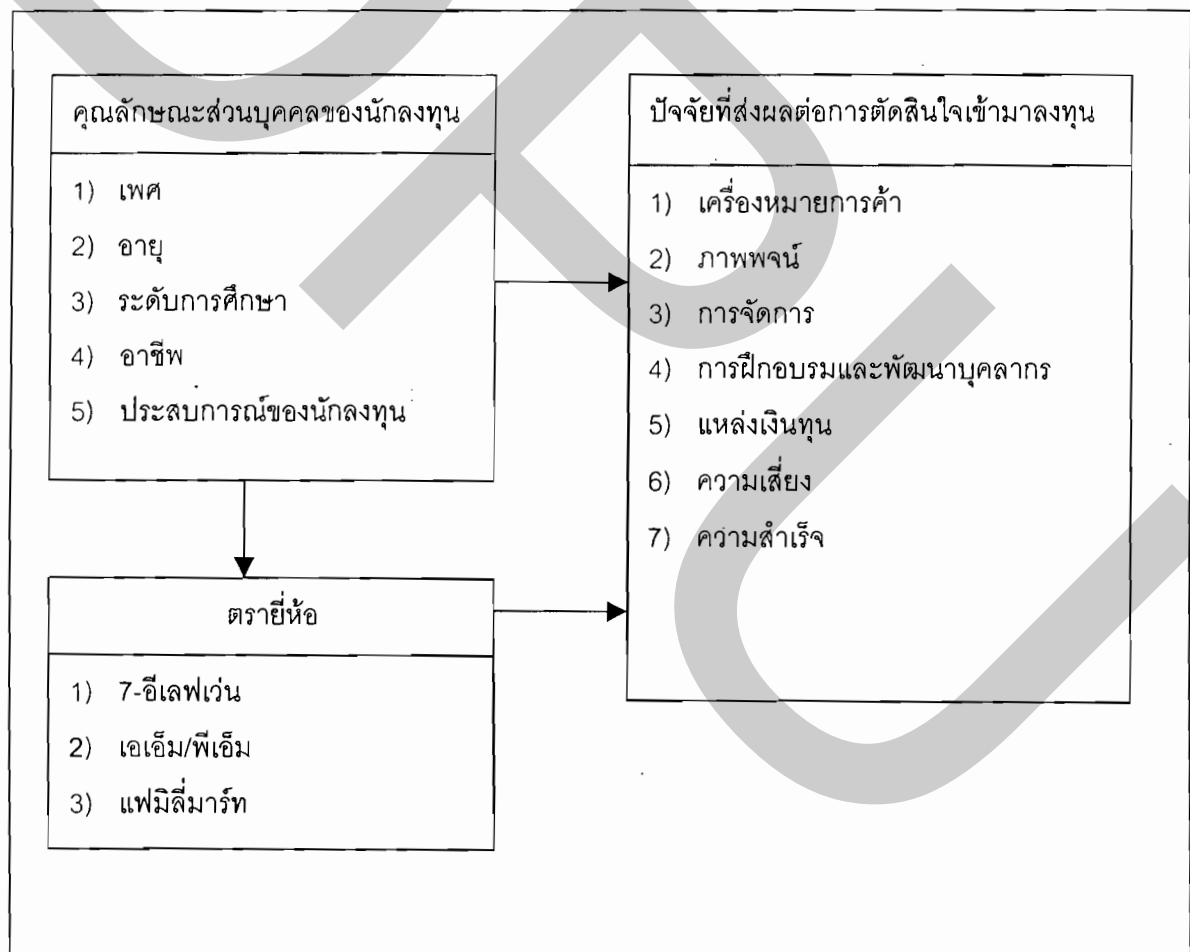 คุณลักษณะส่วนบุคคลของนักลงทุน
1) เพศ
2) อายุ
3) ระดับการศึกษา
4) อาชีพ
5) ประสบการณ์ของนักลงทุน
ปัจจัยที่ส่งผลต่อการตัดสินใจเข้ามาลงทุน
1) เครื่องหมายการค้า
2) ภาพพจน์
3) การจัดการ
4) การฝึกอบรมและพัฒนาบุคลากร
5) แหล่งเงินทุน
6) ความเสี่ยง
7) ความสำเร็จ
ตรายี่ห้อ
1) 7-อีเลฟเว่น
2) เอเอ็ม/พีเอ็ม
3) แฟมิลี่มาร์ท